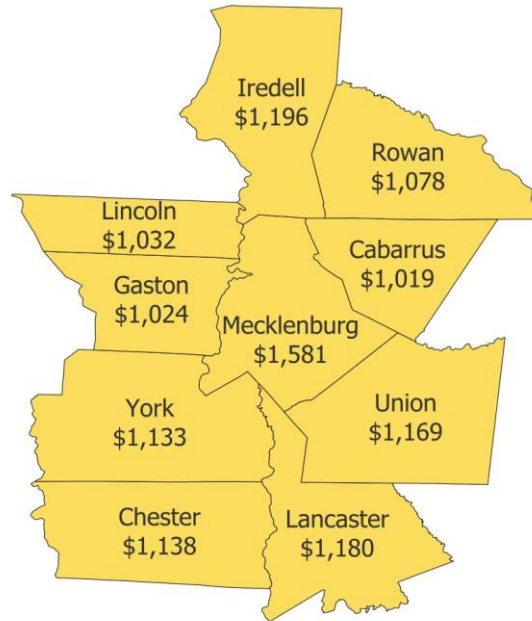 Iredell
$1,196
Rowan
$1,078
Lincoln
$1,032
Cabarrus
$1,019
Gaston
$1,024
Mecklenburg
$1,581
York
$1,133
Union
$1,169
Chester
$1,138
Lancaster
$1,180